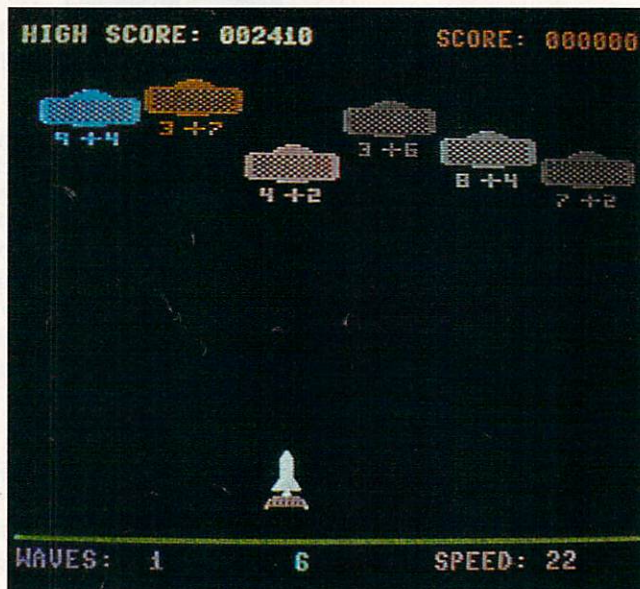 HIGH SCORE: 002410 SCORE: 000000
9 + 4
3 + 7
4 + 2
3 + 6
8 + 4
7 + 2
WAVES: 1 6 SPEED: 22